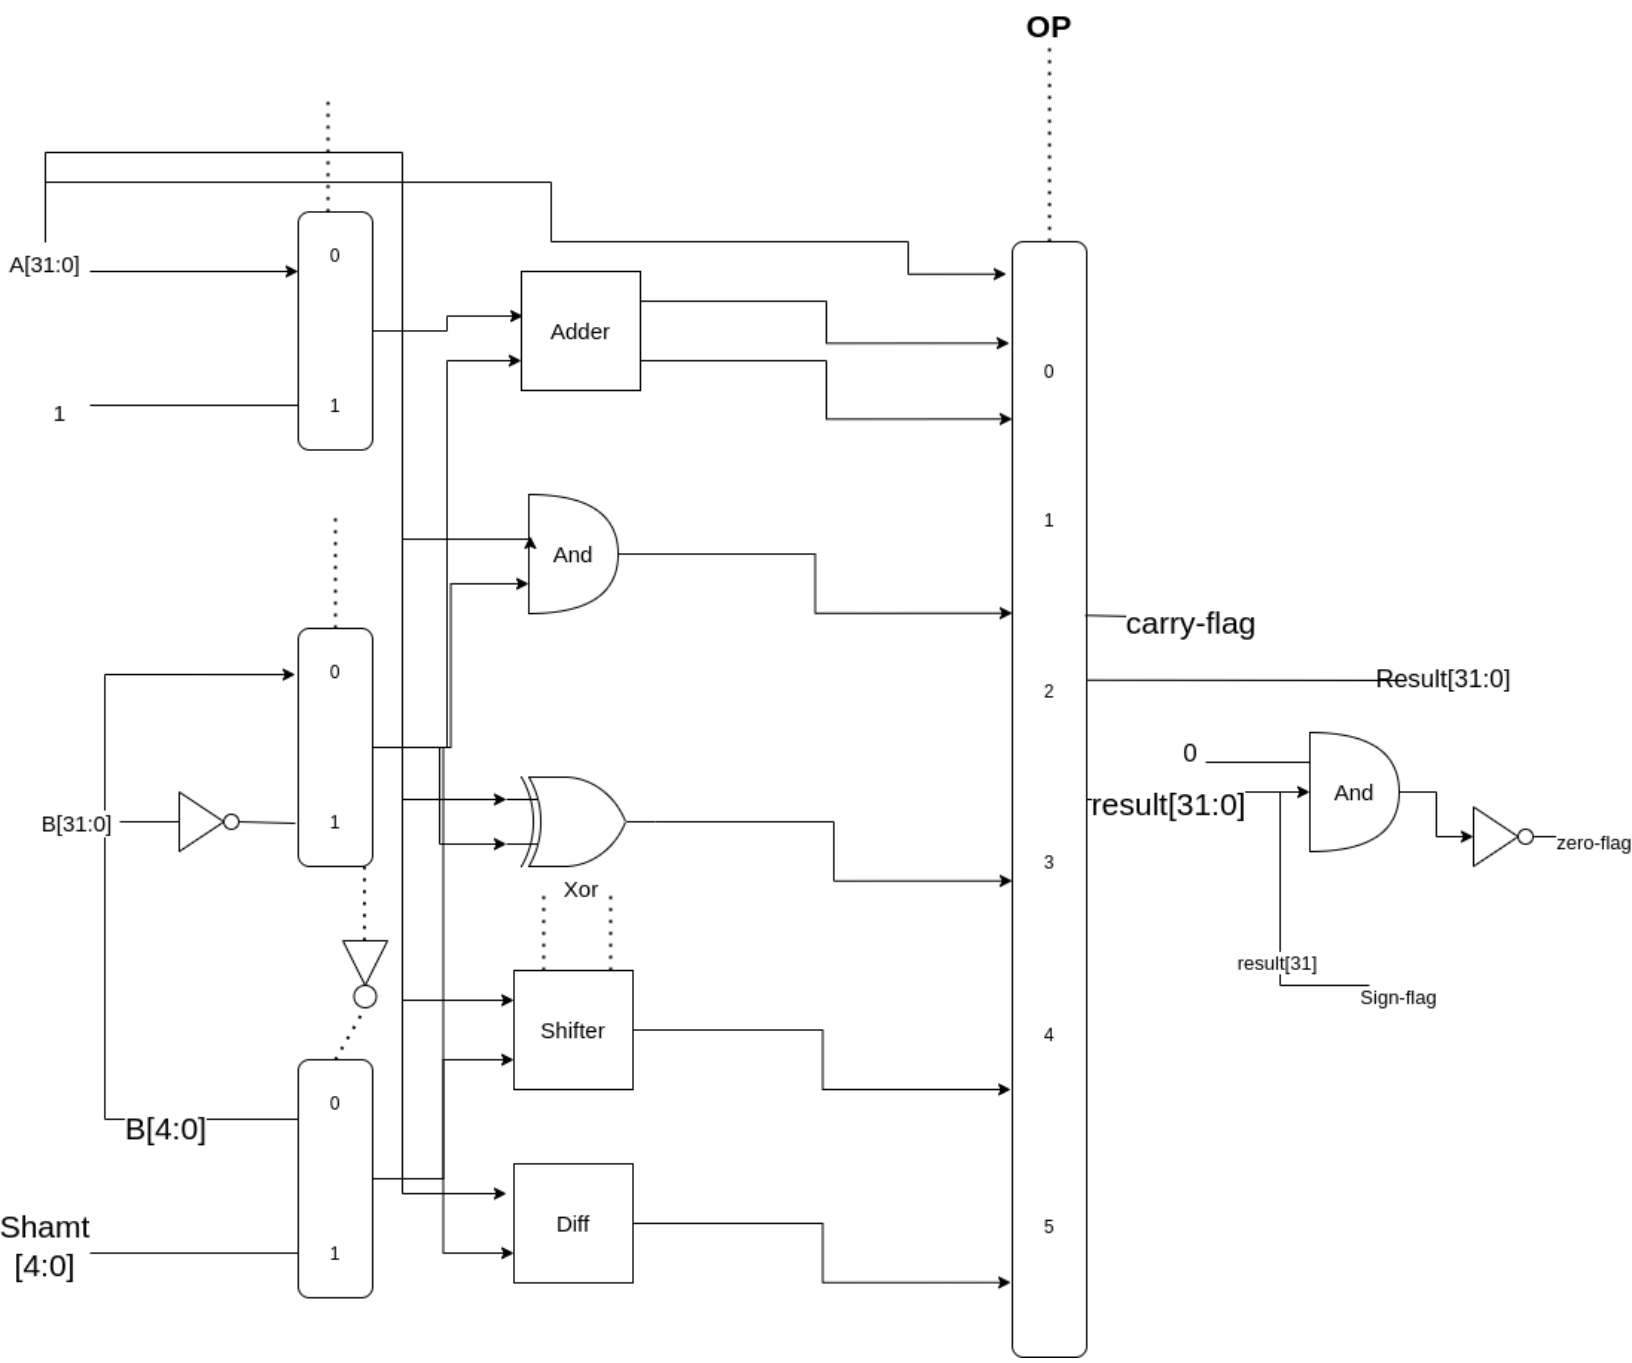 OP
0
A[31:0]
1
1
Adder
0
And
1
0
B[31:0]
1
carry-flag
Result[31:0]
2
0
result[31:0]
And
zero-flag
3
Xor
result[31]
Sign-flag
Shifter
4
0
B[4:0]
Shamt
[4:0]
1
Diff
5